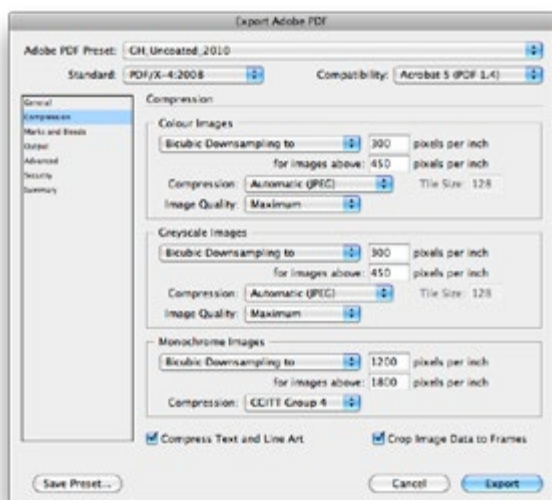 Export Adobe PDF
Adobe PDF Preset: GH_Uncoated_2010
Standard: PDF/X-4:2008 Compatibility: Acrobat 5 (PDF 1.4)
General
Compression
Marks and Bleeds
Output
Advanced
Security
Summary
Compression
Colour Images
Bicubic Downsampling to 300 pixels per inch
for images above: 450 pixels per inch
Compression: Automatic (JPEG) Tile Size: 128
Image Quality: Maximum
Greyscale Images
Bicubic Downsampling to 300 pixels per inch
for images above: 450 pixels per inch
Compression: Automatic (JPEG) Tile Size: 128
Image Quality: Maximum
Monochrome Images
Bicubic Downsampling to 1200 pixels per inch
for images above: 1800 pixels per inch
Compression: CCITT Group 4
Compress Text and Line Art Crop Image Data to Frames
Save Preset... Cancel Export